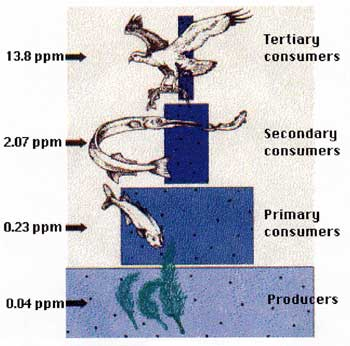 13.8 ppm
Tertiary
consumers
2.07 ppm
Secondary
consumers
0.23 ppm
Primary
consumers
0.04 ppm
Producers